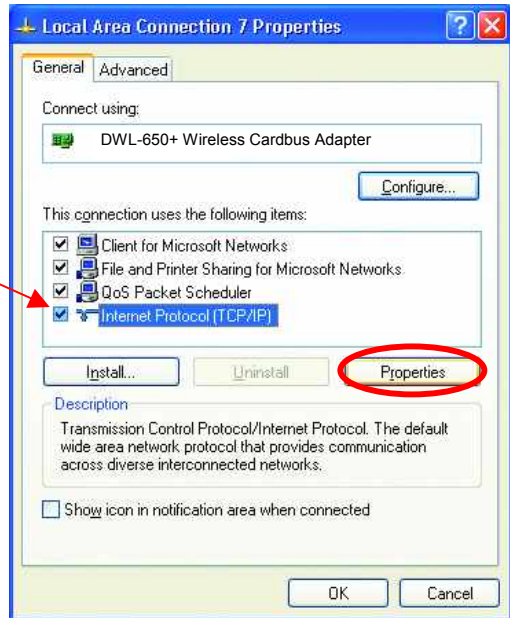 Local Area Connection 7 Properties
General Advanced
Connect using:
DWL-650+ Wireless Cardbus Adapter
Configure...
This connection uses the following items:
Client for Microsoft Networks
File and Printer Sharing for Microsoft Networks
QoS Packet Scheduler
Internet Protocol (TCP/IP)
Install... Uninstall Properties
Description
Transmission Control Protocol/Internet Protocol. The default
wide area network protocol that provides communication
across diverse interconnected networks.
Show icon in notification area when connected
OK Cancel